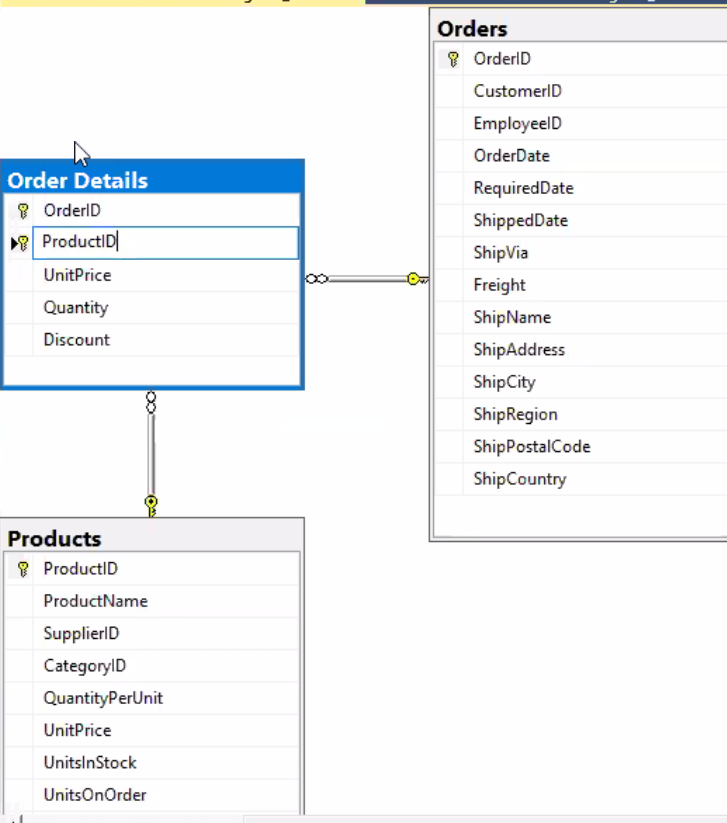 Orders
OrderID
CustomerID
EmployeeID
OrderDate
RequiredDate
ShippedDate
ShipVia
Freight
ShipName
ShipAddress
ShipCity
ShipRegion
ShipPostalCode
ShipCountry
Order Details
OrderID
ProductID
UnitPrice
Quantity
Discount
Products
ProductID
ProductName
SupplierID
CategoryID
QuantityPerUnit
UnitPrice
UnitsInStock
UnitsOnOrder